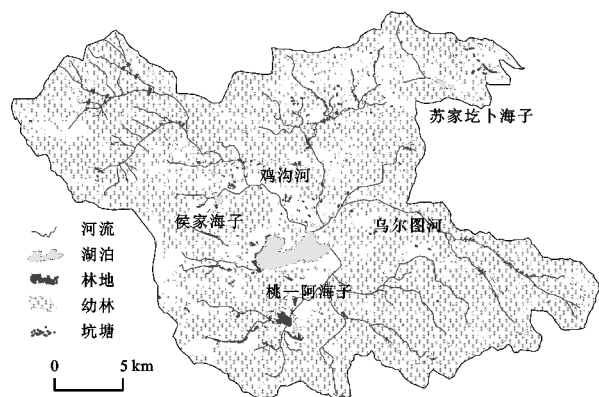 苏家圪卜海子
鸡沟河
侯家海子
乌尔图河
桃—阿海子
河流
湖泊
林地
幼林
坑塘
0 5 km